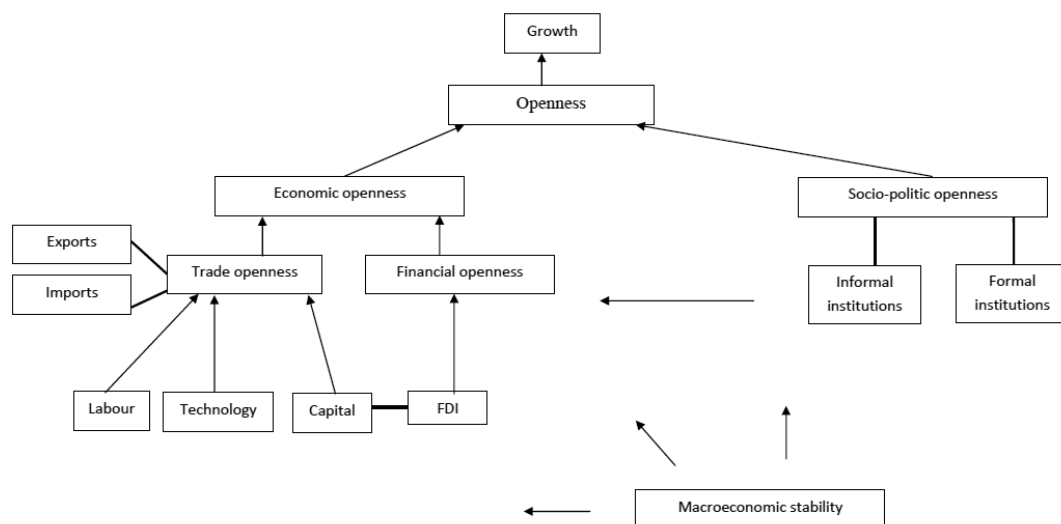 Growth
Openness
Economic openness
Socio-politic openness
Exports
Trade openness
Financial openness
Imports
Informal
institutions
Formal
institutions
Labour
Technology
Capital
FDI
Macroeconomic stability